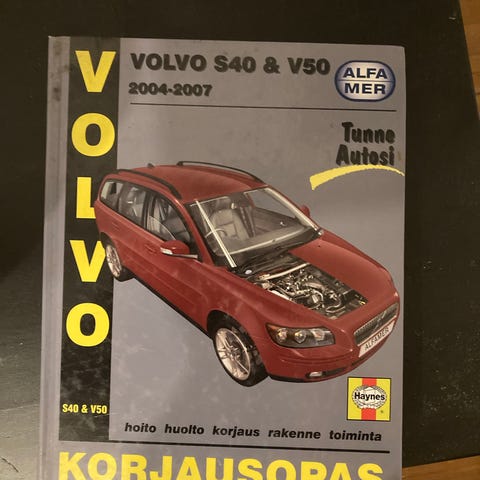 VOLVO
VOLVO S40 & V50
2004-2007
ALFA
MER
Tunne
Autosi
ALFAMER
Haynes
S40 & V50
hoito huolto korjaus rakenne toiminta
KORJAUSOPAS